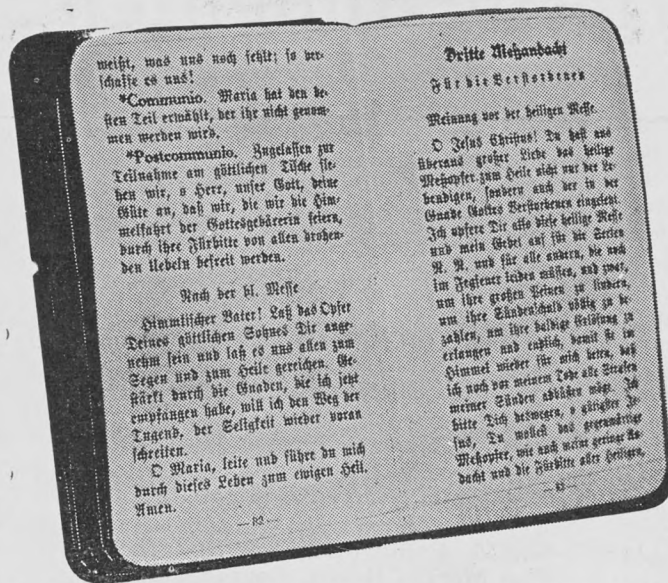 weißt, was uns noch fehlt; so ver-
schaffe es uns!
*Communio. Maria hat den be-
sten Teil erwählt, der ihr nicht genom-
men werden wird.
*Postcommunio. Zugelassen zur
Teilnahme am göttlichen Tische fle-
hen wir, o Herr, unser Gott, deine
Güte an, daß wir, die wir die Him-
melfahrt der Gottesgebärerin feiern,
durch ihre Fürbitte von allen drohen-
den Uebeln befreit werden.
Nach der hl. Messe
Himmlischer Vater! Laß das Opfer
Deines göttlichen Sohnes Dir ange-
nehm sein und laß es uns allen zum
Segen und zum Heile gereichen. Ge-
stärkt durch die Gnaden, die ich jetzt
empfangen habe, will ich den Weg der
Tugend, der Seligkeit wieder voran
schreiten.
O Maria, leite und führe du mich
durch dieses Leben zum ewigen Heil.
Amen.
— 82 —
Dritte Meßandacht
Für die Verstorbenen
Meinung vor der heiligen Messe.
O Jesus Christus! Du hast aus
überaus großer Liebe das heilige
Meßopfer zum Heile nicht nur der Le-
bendigen, sondern auch der in der
Gnade Gottes Verstorbenen eingesetzt.
Ich opfere Dir also diese heilige Messe
und mein Gebet auf für die Seelen
N. N. und für alle andern, die noch
im Fegfeuer leiden müssen, und zwar,
um ihre großen Peinen zu lindern,
um ihre Sündenschuld völlig zu be-
zahlen, um ihre baldige Erlösung zu
erlangen und endlich, damit sie im
Himmel wieder für mich beten, daß
ich noch vor meinem Tode alle Strafen
meiner Sünden abbüßen möge. Ich
bitte Dich deswegen, o gütigster Je-
sus, Du wollest das gegenwärtige
Meßopfer, wie auch meine geringe An-
dacht und die Fürbitte aller Heiligen,
— 83 —